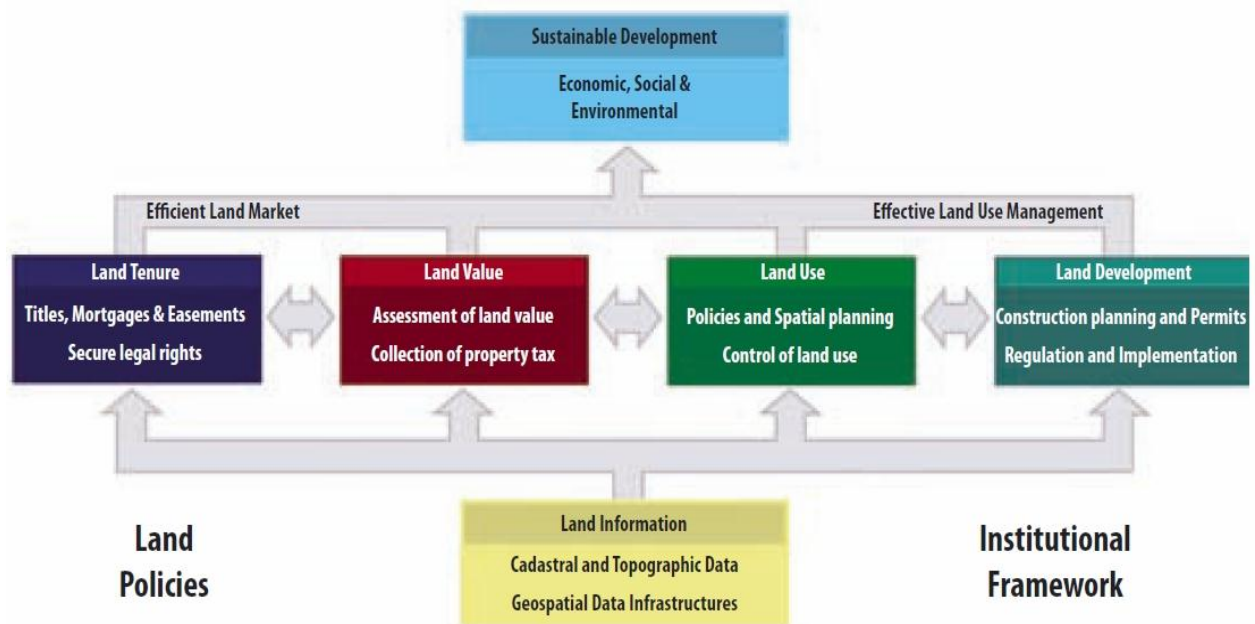 Sustainable Development
Economic, Social &
Environmental
Efficient Land Market
Effective Land Use Management
Land Tenure
Titles, Mortgages & Easements
Secure legal rights
Land Value
Assessment of land value
Collection of property tax
Land Use
Policies and Spatial planning
Control of land use
Land Development
Construction planning and Permits
Regulation and Implementation
Land
Policies
Land Information
Cadastral and Topographic Data
Geospatial Data Infrastructures
Institutional
Framework